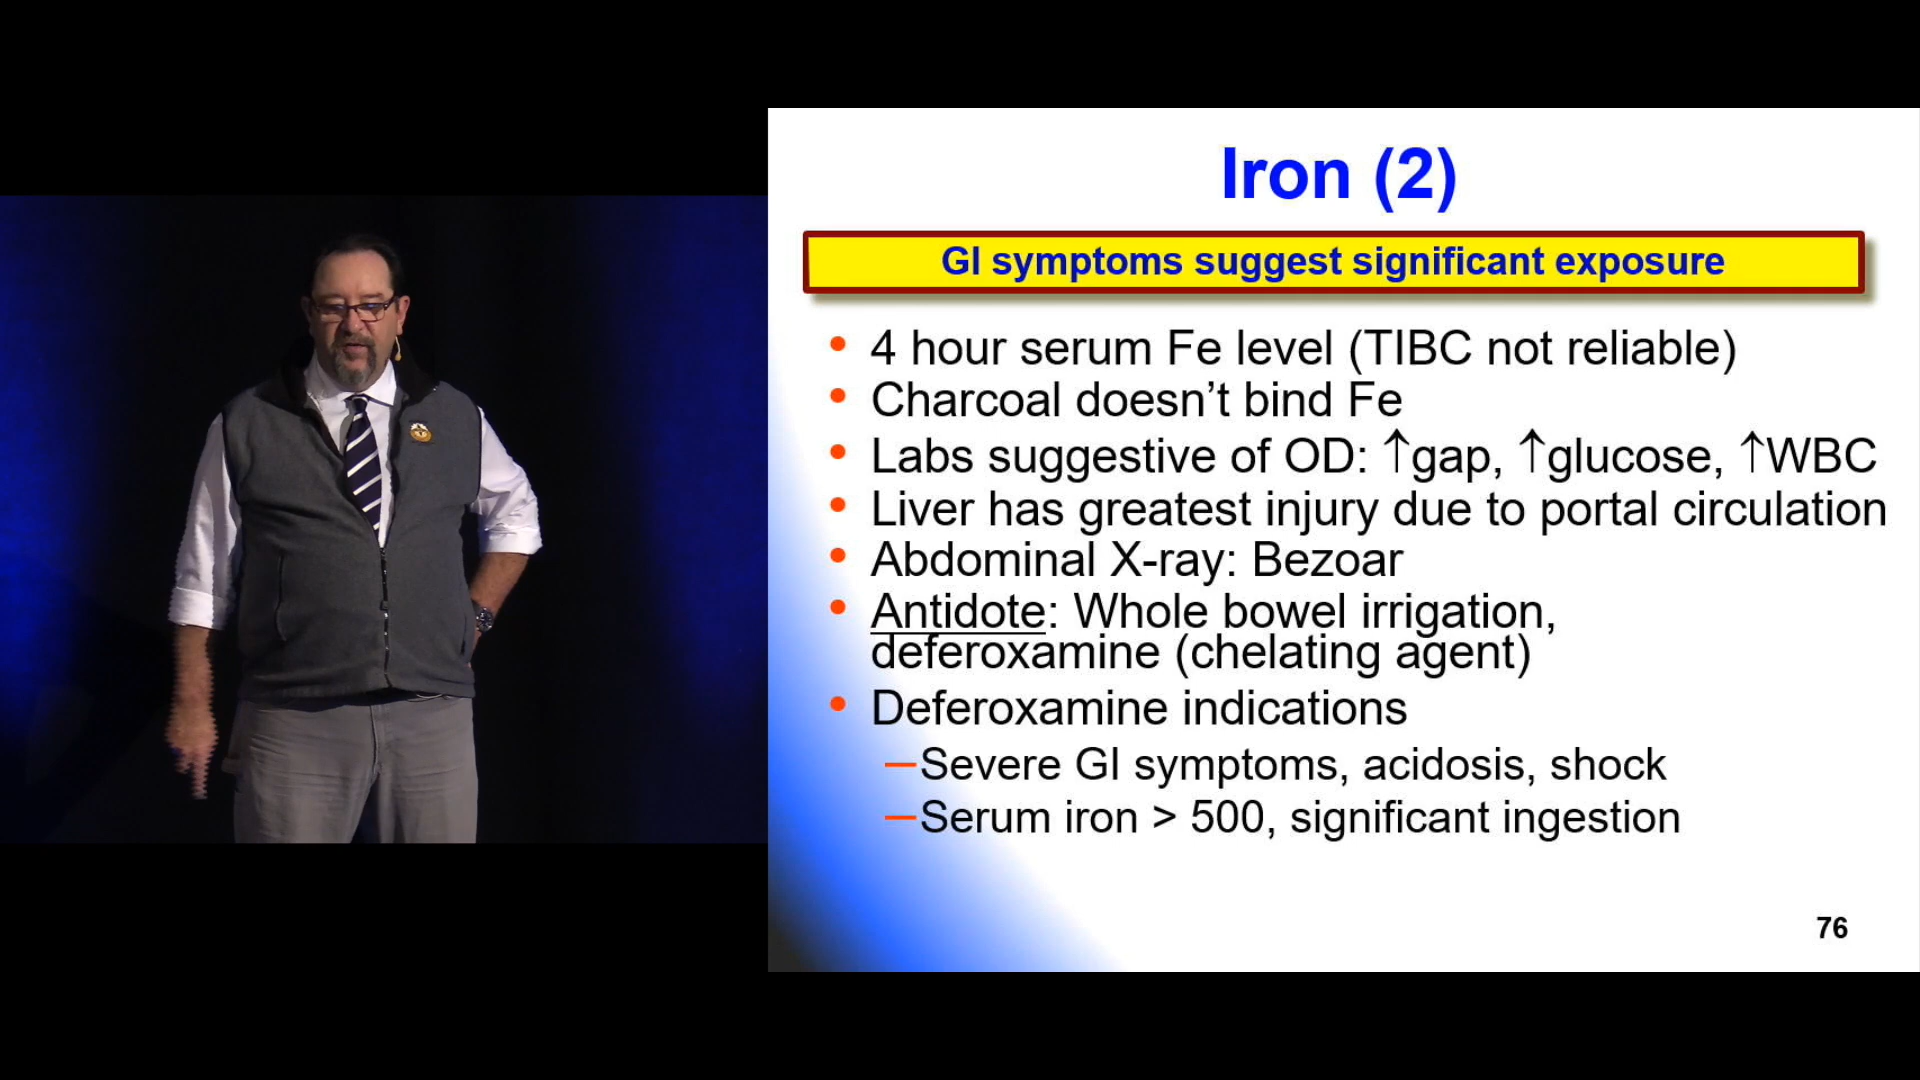 Iron (2)
GI symptoms suggest significant exposure
• 4 hour serum Fe level (TIBC not reliable)
• Charcoal doesn’t bind Fe
• Labs suggestive of OD: ↑gap, ↑glucose, ↑WBC
• Liver has greatest injury due to portal circulation
• Abdominal X-ray: Bezoar
• Antidote: Whole bowel irrigation,
deferoxamine (chelating agent)
• Deferoxamine indications
–Severe GI symptoms, acidosis, shock
–Serum iron > 500, significant ingestion
76